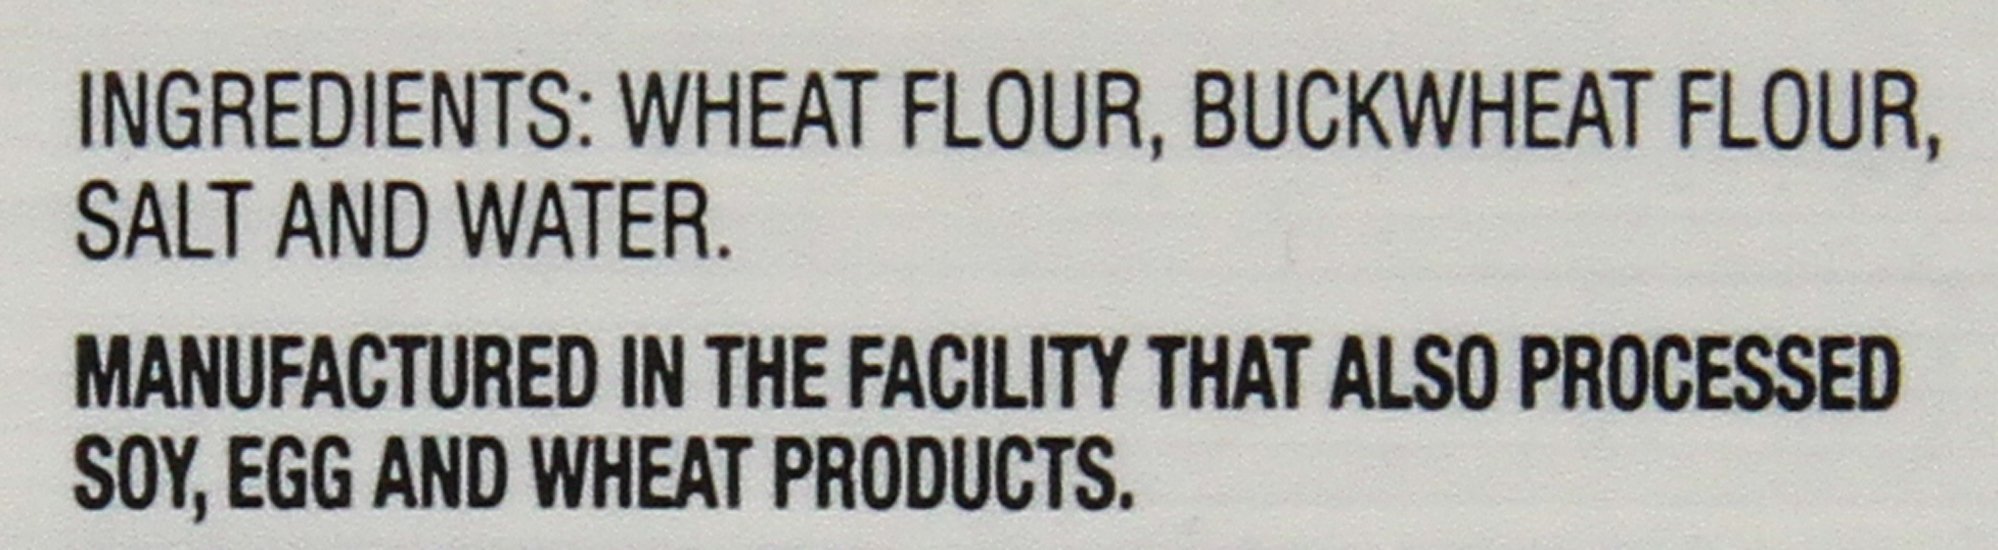 INGREDIENTS: WHEAT FLOUR, BUCKWHEAT FLOUR,
SALT AND WATER.
MANUFACTURED IN THE FACILITY THAT ALSO PROCESSED
SOY, EGG AND WHEAT PRODUCTS.